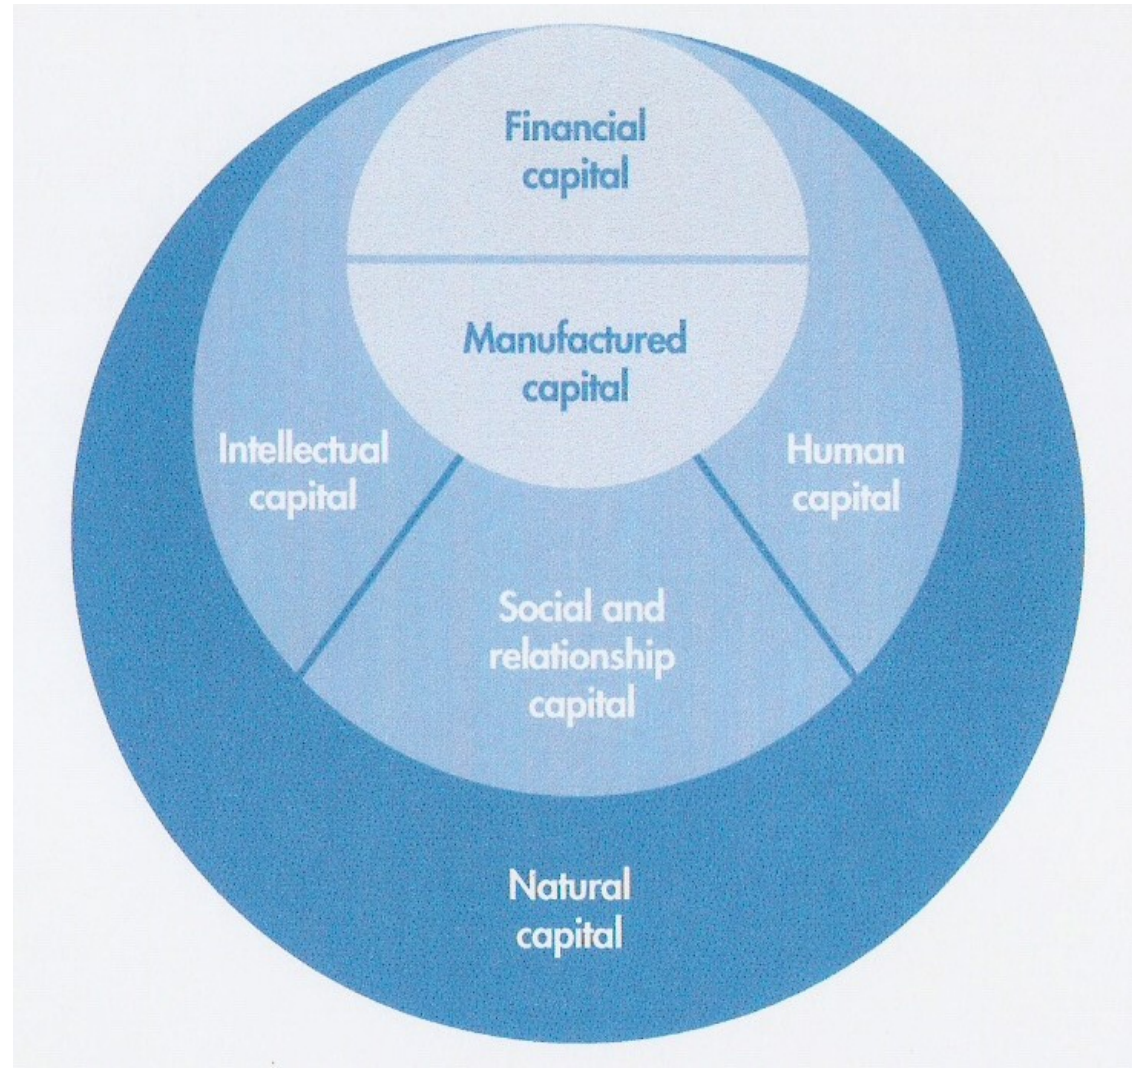 Financial
capital
Manufactured
capital
Intellectual
capital
Human
capital
Social and
relationship
capital
Natural
capital